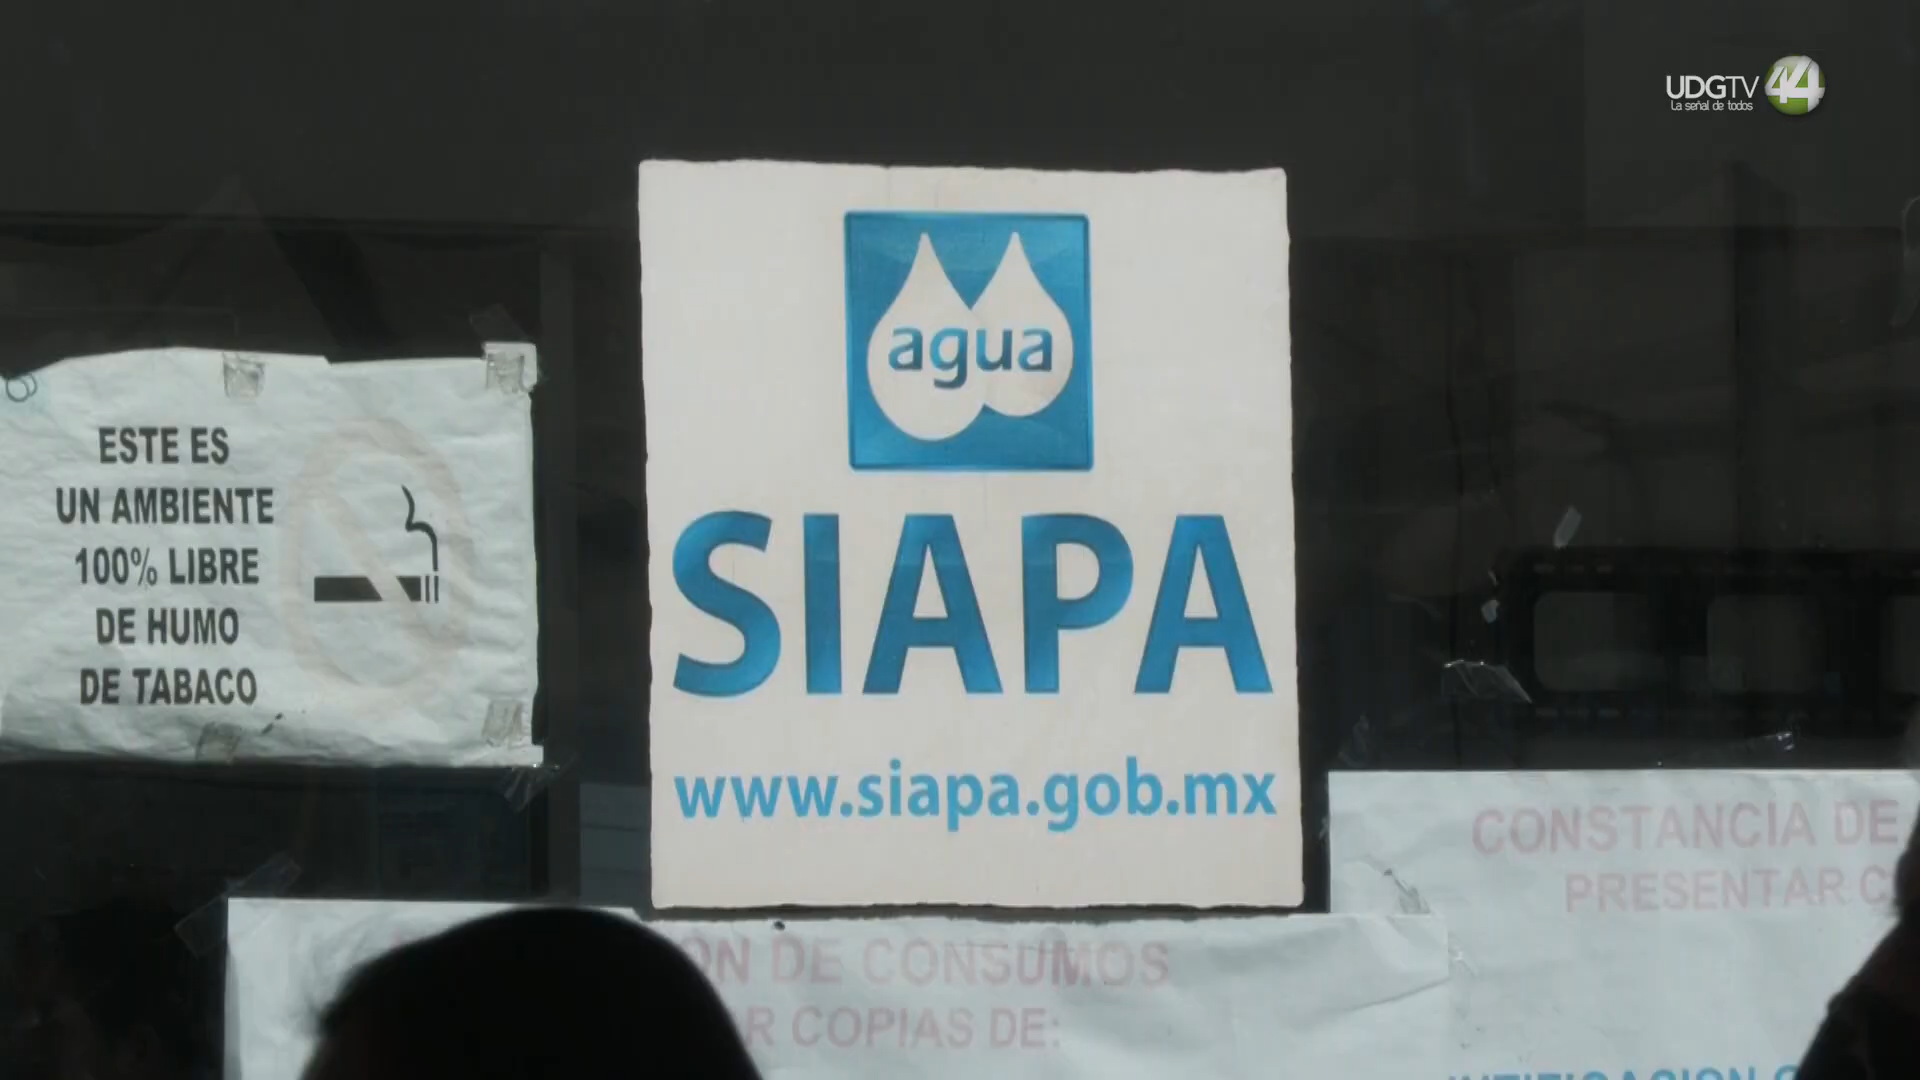 UDGTV 44
La señal de todos
agua
SIAPA
www.siapa.gob.mx
ESTE ES
UN AMBIENTE
100% LIBRE
DE HUMO
DE TABACO
CONSTANCIA DE
PRESENTAR
DE CONSUMOS
COPIAS DE: